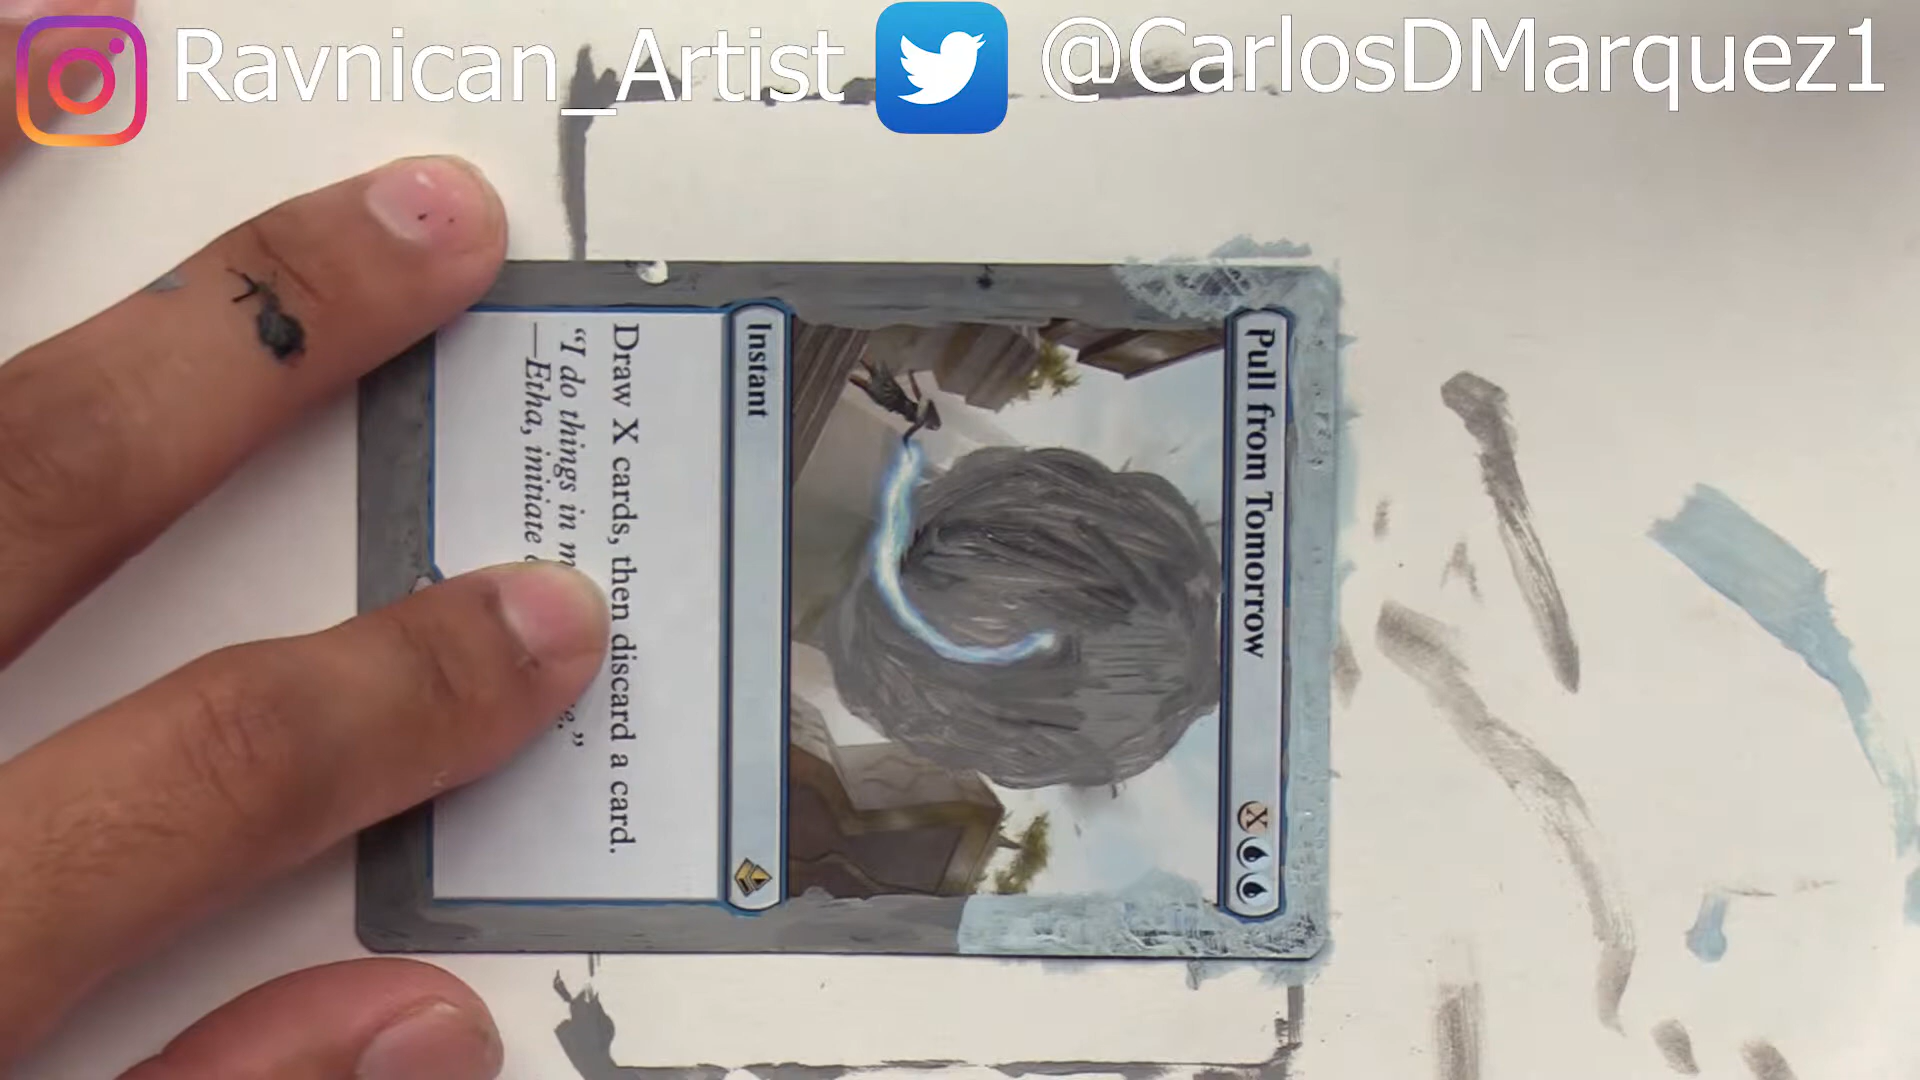 Ravnican_Artist @CarlosDMarquez1
Pull from Tomorrow X
Instant
Draw X cards, then discard a card.
“I do things in ”
—Etha, initiate